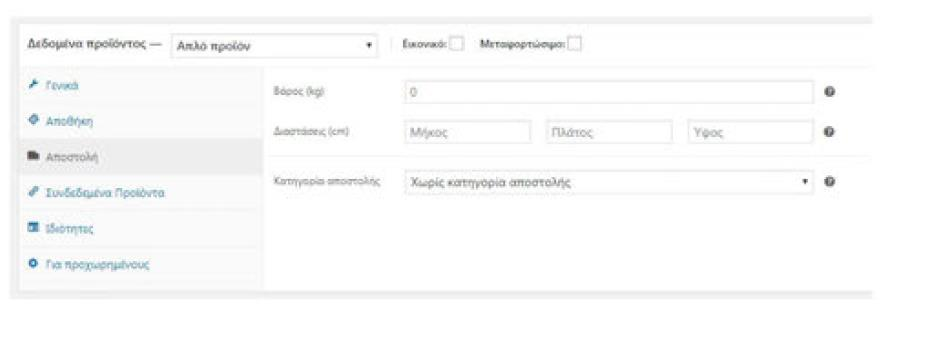 Δεδομένα προϊόντος — Απλό προϊόν Εικονικό: Μεταφορτώσιμο:
Γενικά
Βάρος (kg) 0
Αποθήκη
Διαστάσεις (cm) Μήκος Πλάτος Ύψος
Αποστολή
Κατηγορία αποστολής Χωρίς κατηγορία αποστολής
Συνδεδεμένα Προϊόντα
Ιδιότητες
Για προχωρημένους